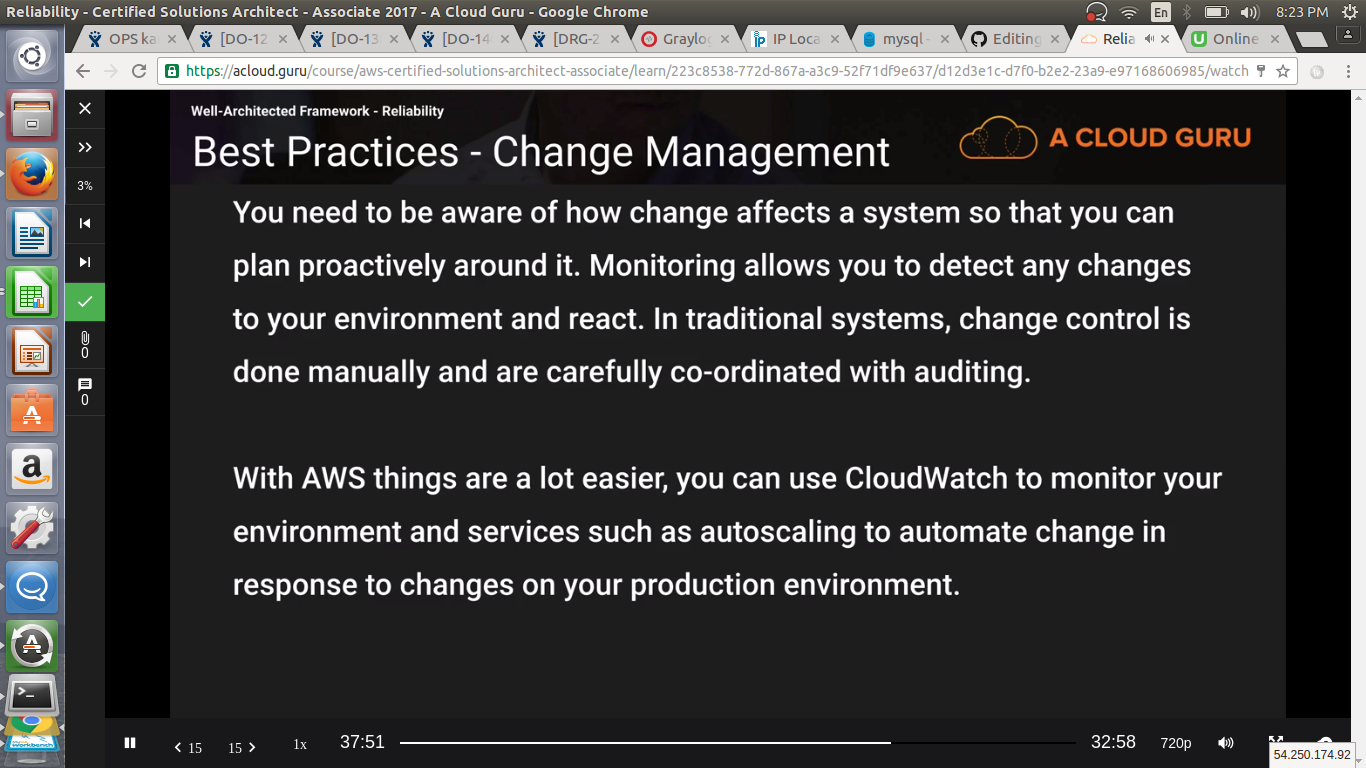 Reliability - Certified Solutions Architect - Associate 2017 - A Cloud Guru - Google Chrome
En
8:23 PM
OPS ka
[DO-12
[DO-13
[DO-14
[DRG-2
Graylog
ip
IP Loca
mysql -
Editing
Relia
Online
https://acloud.guru/course/aws-certified-solutions-architect-associate/learn/223c8538-772d-867a-a3c9-52f71df9e637/d12d3e1c-d7f0-b2e2-23a9-e97168606985/watch
3%
0
0
Well-Architected Framework - Reliability
Best Practices - Change Management
A CLOUD GURU
You need to be aware of how change affects a system so that you can
plan proactively around it. Monitoring allows you to detect any changes
to your environment and react. In traditional systems, change control is
done manually and are carefully co-ordinated with auditing.
With AWS things are a lot easier, you can use CloudWatch to monitor your
environment and services such as autoscaling to automate change in
response to changes on your production environment.
37:51
32:58
15
15
1x
720p
54.250.174.92